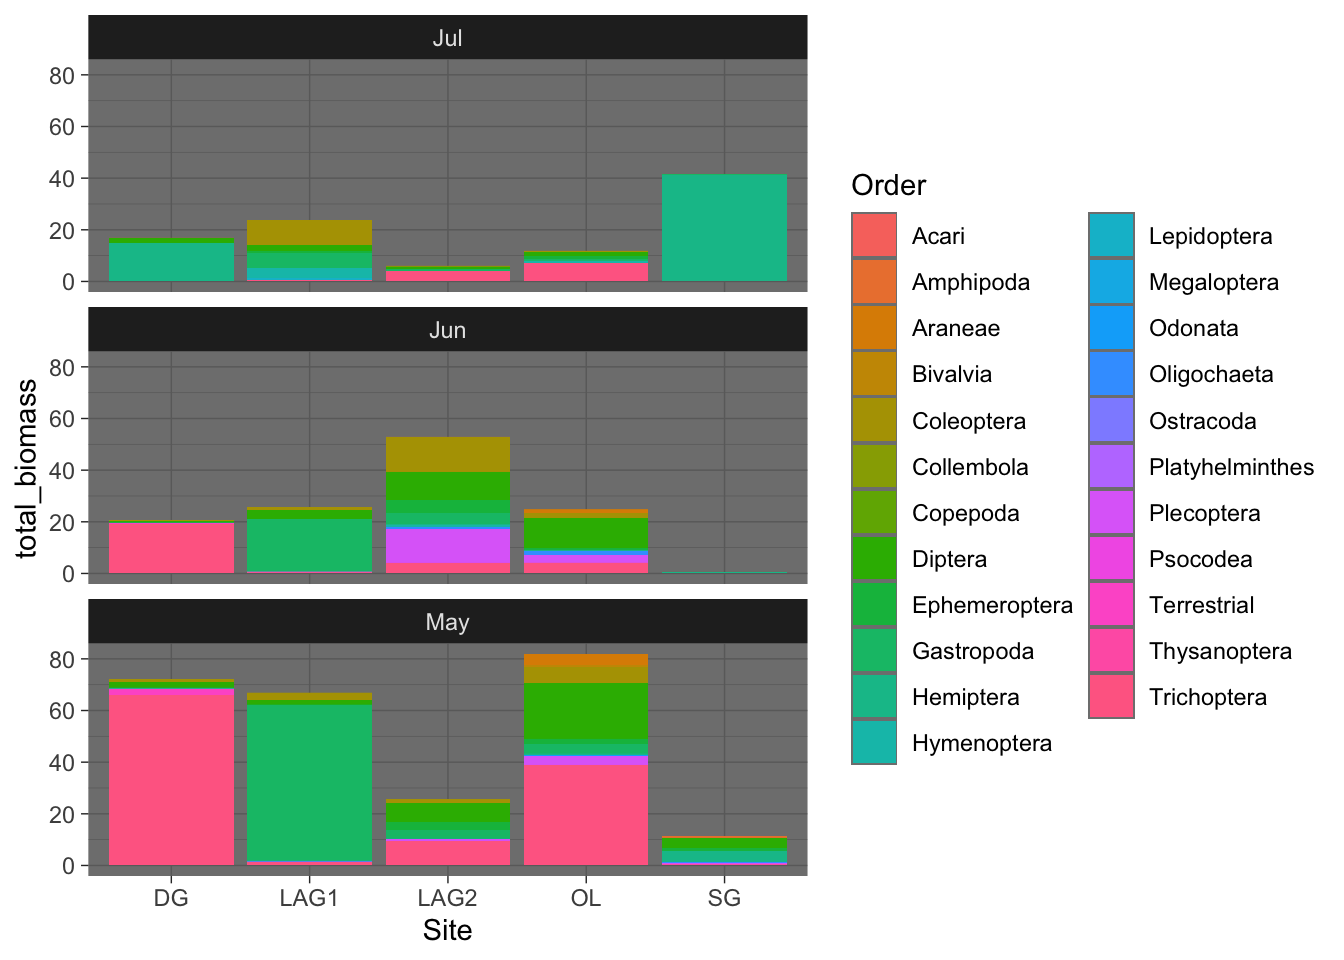 Jul
80
60
40
20
0
Jun
80
60
40
20
0
May
80
60
40
20
0
DG LAG1 LAG2 OL SG
Site
total_biomass
Order
Acari
Amphipoda
Araneae
Bivalvia
Coleoptera
Collembola
Copepoda
Diptera
Ephemeroptera
Gastropoda
Hemiptera
Hymenoptera
Lepidoptera
Megaloptera
Odonata
Oligochaeta
Ostracoda
Platyhelminthes
Plecoptera
Psocodea
Terrestrial
Thysanoptera
Trichoptera